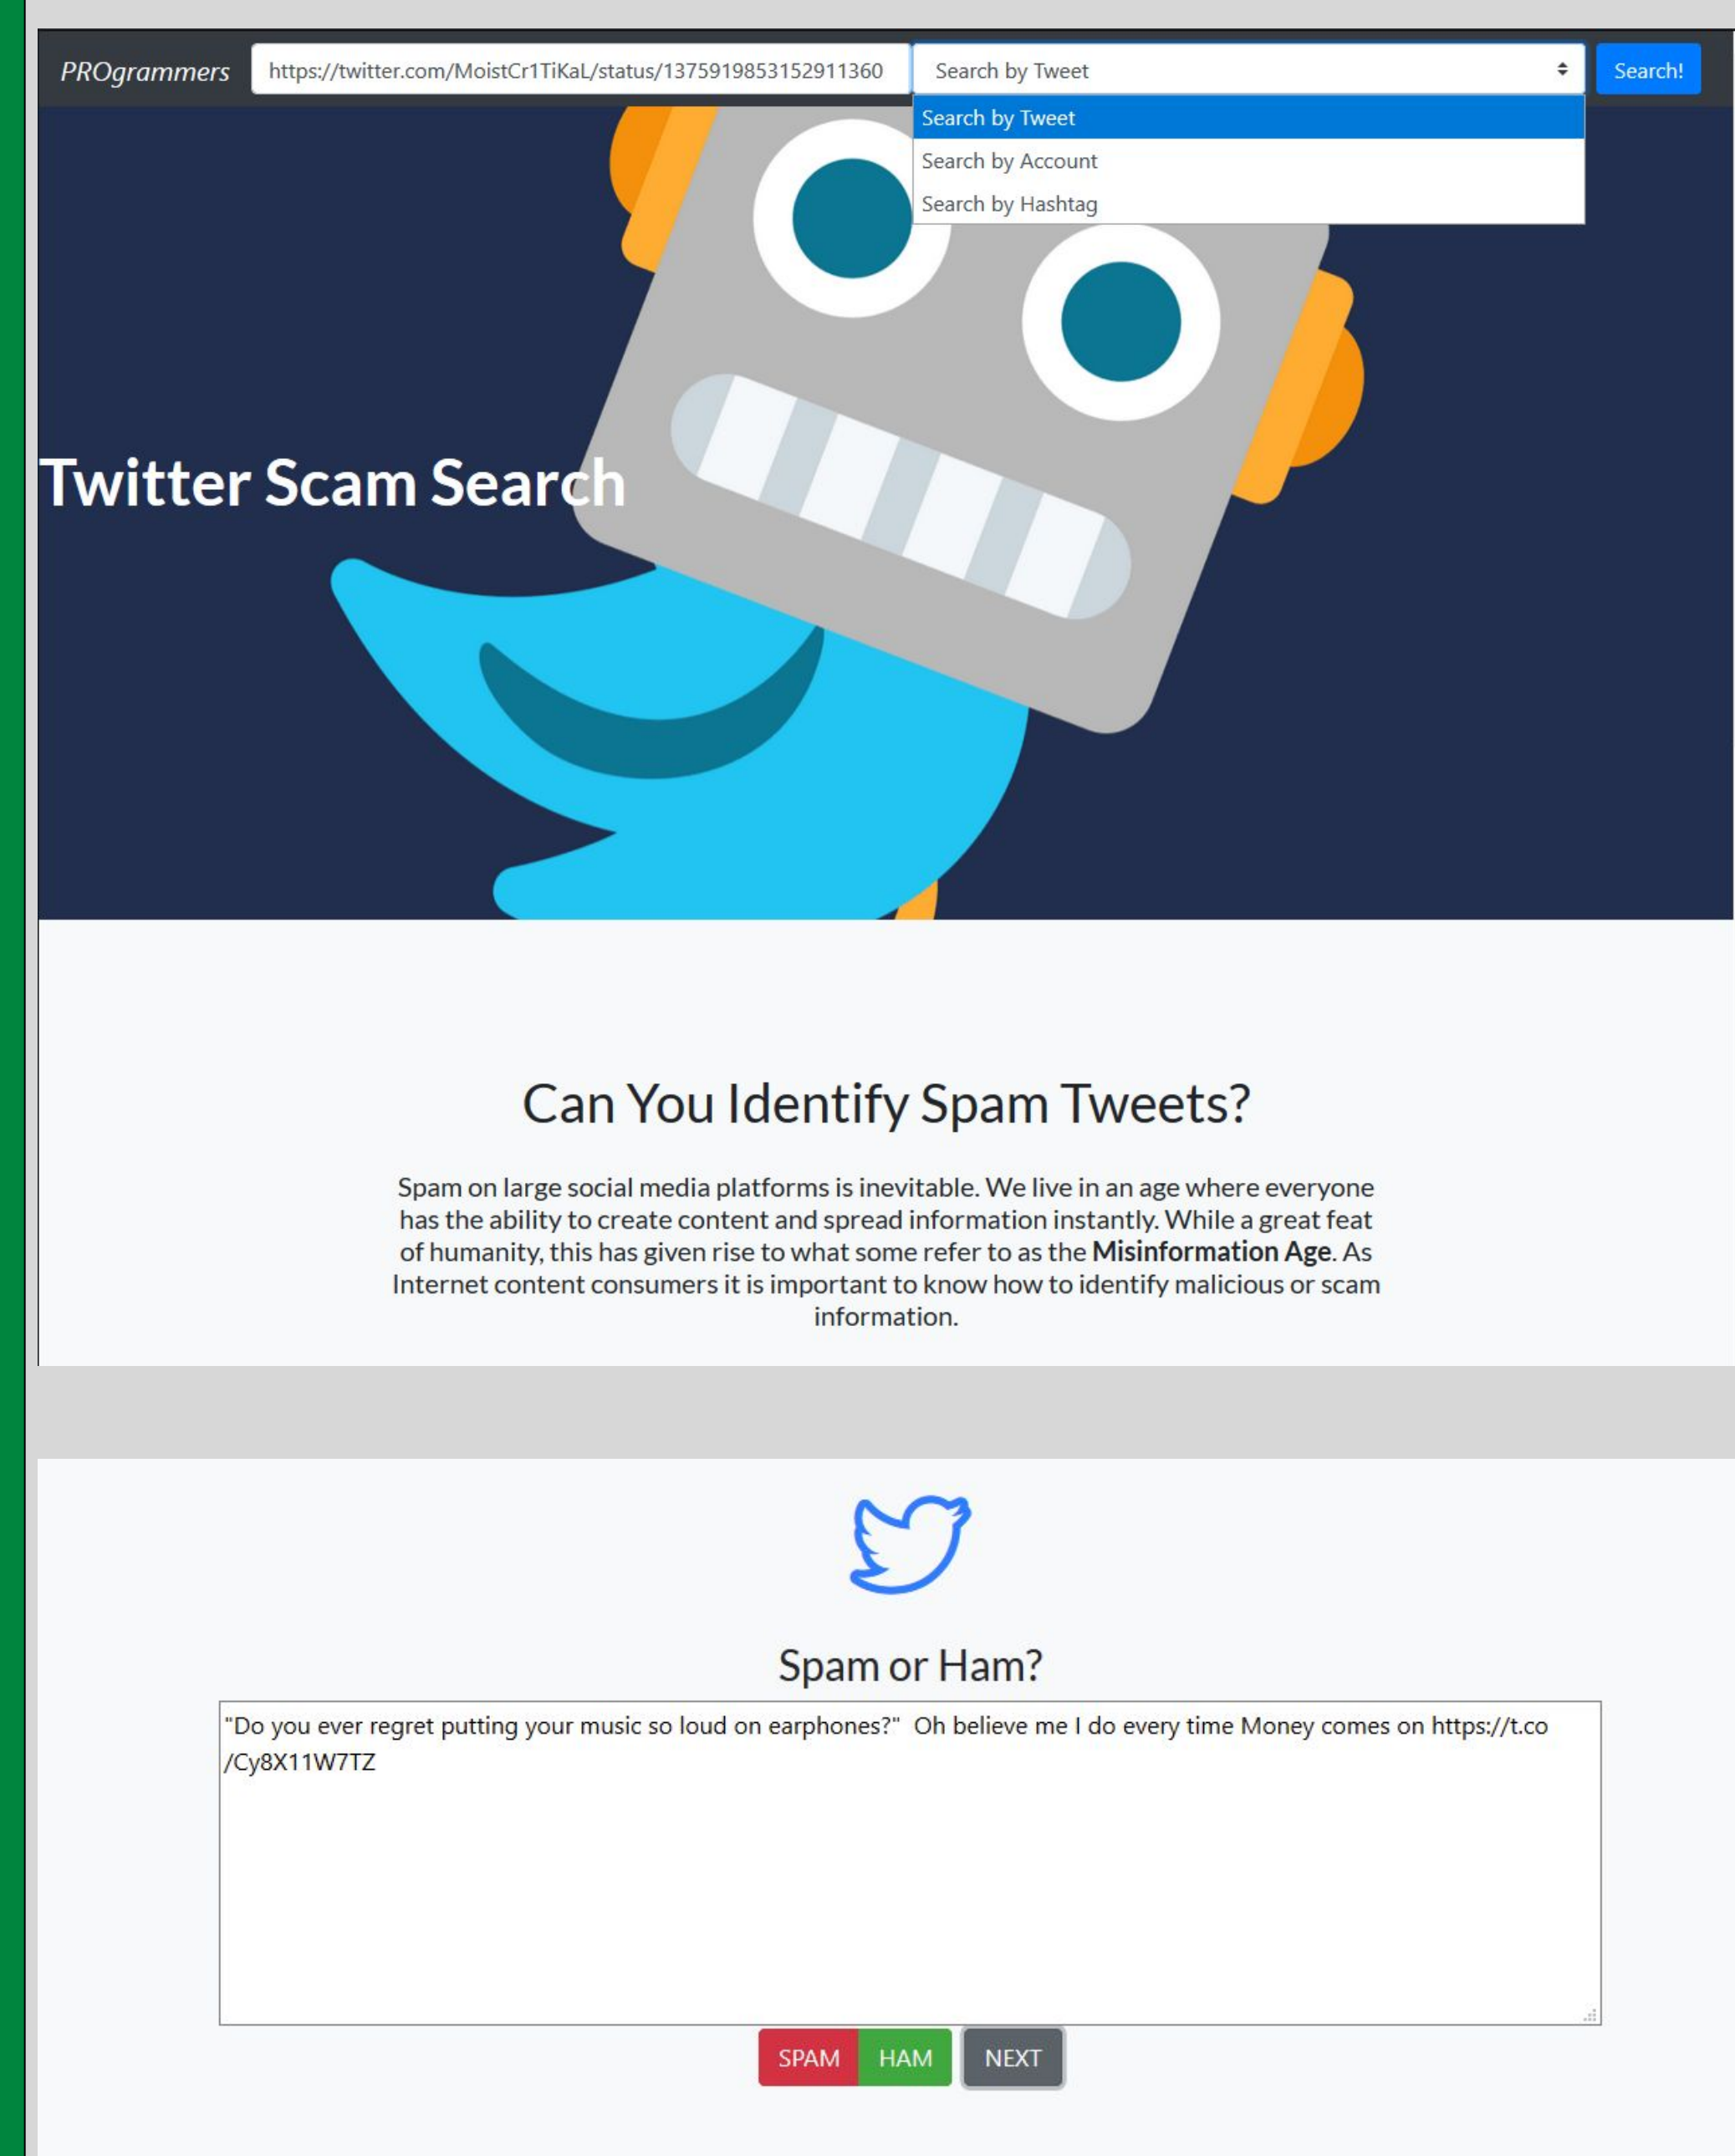 PROgrammers
https://twitter.com/MoistCr1TiKaL/status/1375919853152911360
Search by Tweet
Search!
Search by Tweet
Search by Account
Search by Hashtag
Twitter Scam Search
Can You Identify Spam Tweets?
Spam on large social media platforms is inevitable. We live in an age where everyone
has the ability to create content and spread information instantly. While a great feat
of humanity, this has given rise to what some refer to as the Misinformation Age. As
Internet content consumers it is important to know how to identify malicious or scam
information.
Spam or Ham?
"Do you ever regret putting your music so loud on earphones?"  Oh believe me I do every time Money comes on https://t.co
/Cy8X11W7TZ
SPAM
HAM
NEXT